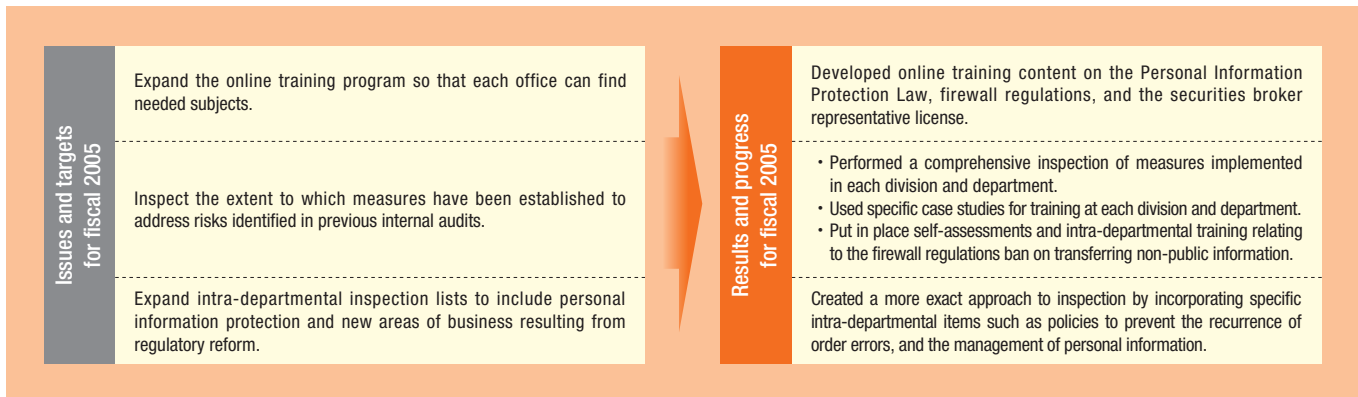 Issues and targets
for fiscal 2005
Expand the online training program so that each office can find
needed subjects.
Inspect the extent to which measures have been established to
address risks identified in previous internal audits.
Expand intra-departmental inspection lists to include personal
information protection and new areas of business resulting from
regulatory reform.
Results and progress
for fiscal 2005
Developed online training content on the Personal Information
Protection Law, firewall regulations, and the securities broker
representative license.
・Performed a comprehensive inspection of measures implemented
in each division and department.
・Used specific case studies for training at each division and department.
・Put in place self-assessments and intra-departmental training relating
to the firewall regulations ban on transferring non-public information.
Created a more exact approach to inspection by incorporating specific
intra-departmental items such as policies to prevent the recurrence of
order errors, and the management of personal information.